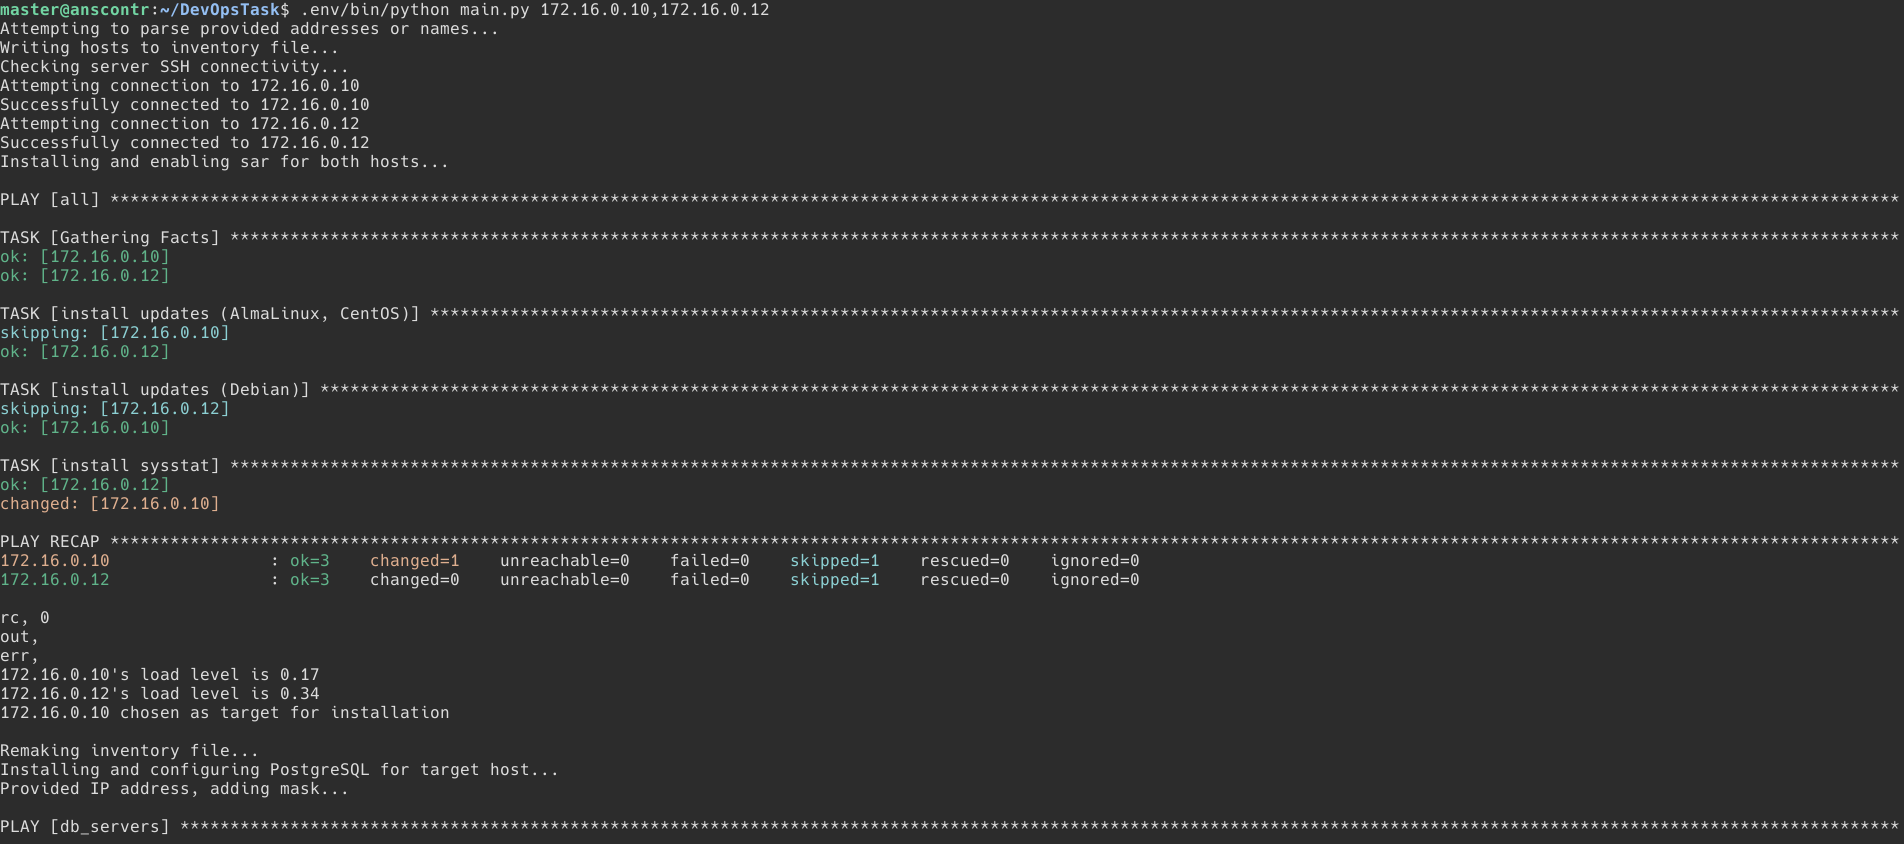 master@anscontr:~/DevOpsTask$ .env/bin/python main.py 172.16.0.10,172.16.0.12
Attempting to parse provided addresses or names...
Writing hosts to inventory file...
Checking server SSH connectivity...
Attempting connection to 172.16.0.10
Successfully connected to 172.16.0.10
Attempting connection to 172.16.0.12
Successfully connected to 172.16.0.12
Installing and enabling sar for both hosts...
PLAY [all] ***********************************************************************************************************************************************************************************
TASK [Gathering Facts] ***********************************************************************************************************************************************************************
ok: [172.16.0.10]
ok: [172.16.0.12]
TASK [install updates (AlmaLinux, CentOS)] ***************************************************************************************************************************************************
skipping: [172.16.0.10]
ok: [172.16.0.12]
TASK [install updates (Debian)] **************************************************************************************************************************************************************
skipping: [172.16.0.12]
ok: [172.16.0.10]
TASK [install sysstat] ***********************************************************************************************************************************************************************
ok: [172.16.0.12]
changed: [172.16.0.10]
PLAY RECAP ***********************************************************************************************************************************************************************************
172.16.0.10                : ok=3    changed=1    unreachable=0    failed=0    skipped=1    rescued=0    ignored=0
172.16.0.12                : ok=3    changed=0    unreachable=0    failed=0    skipped=1    rescued=0    ignored=0
rc, 0
out,
err,
172.16.0.10's load level is 0.17
172.16.0.12's load level is 0.34
172.16.0.10 chosen as target for installation
Remaking inventory file...
Installing and configuring PostgreSQL for target host...
Provided IP address, adding mask...
PLAY [db_servers] ****************************************************************************************************************************************************************************